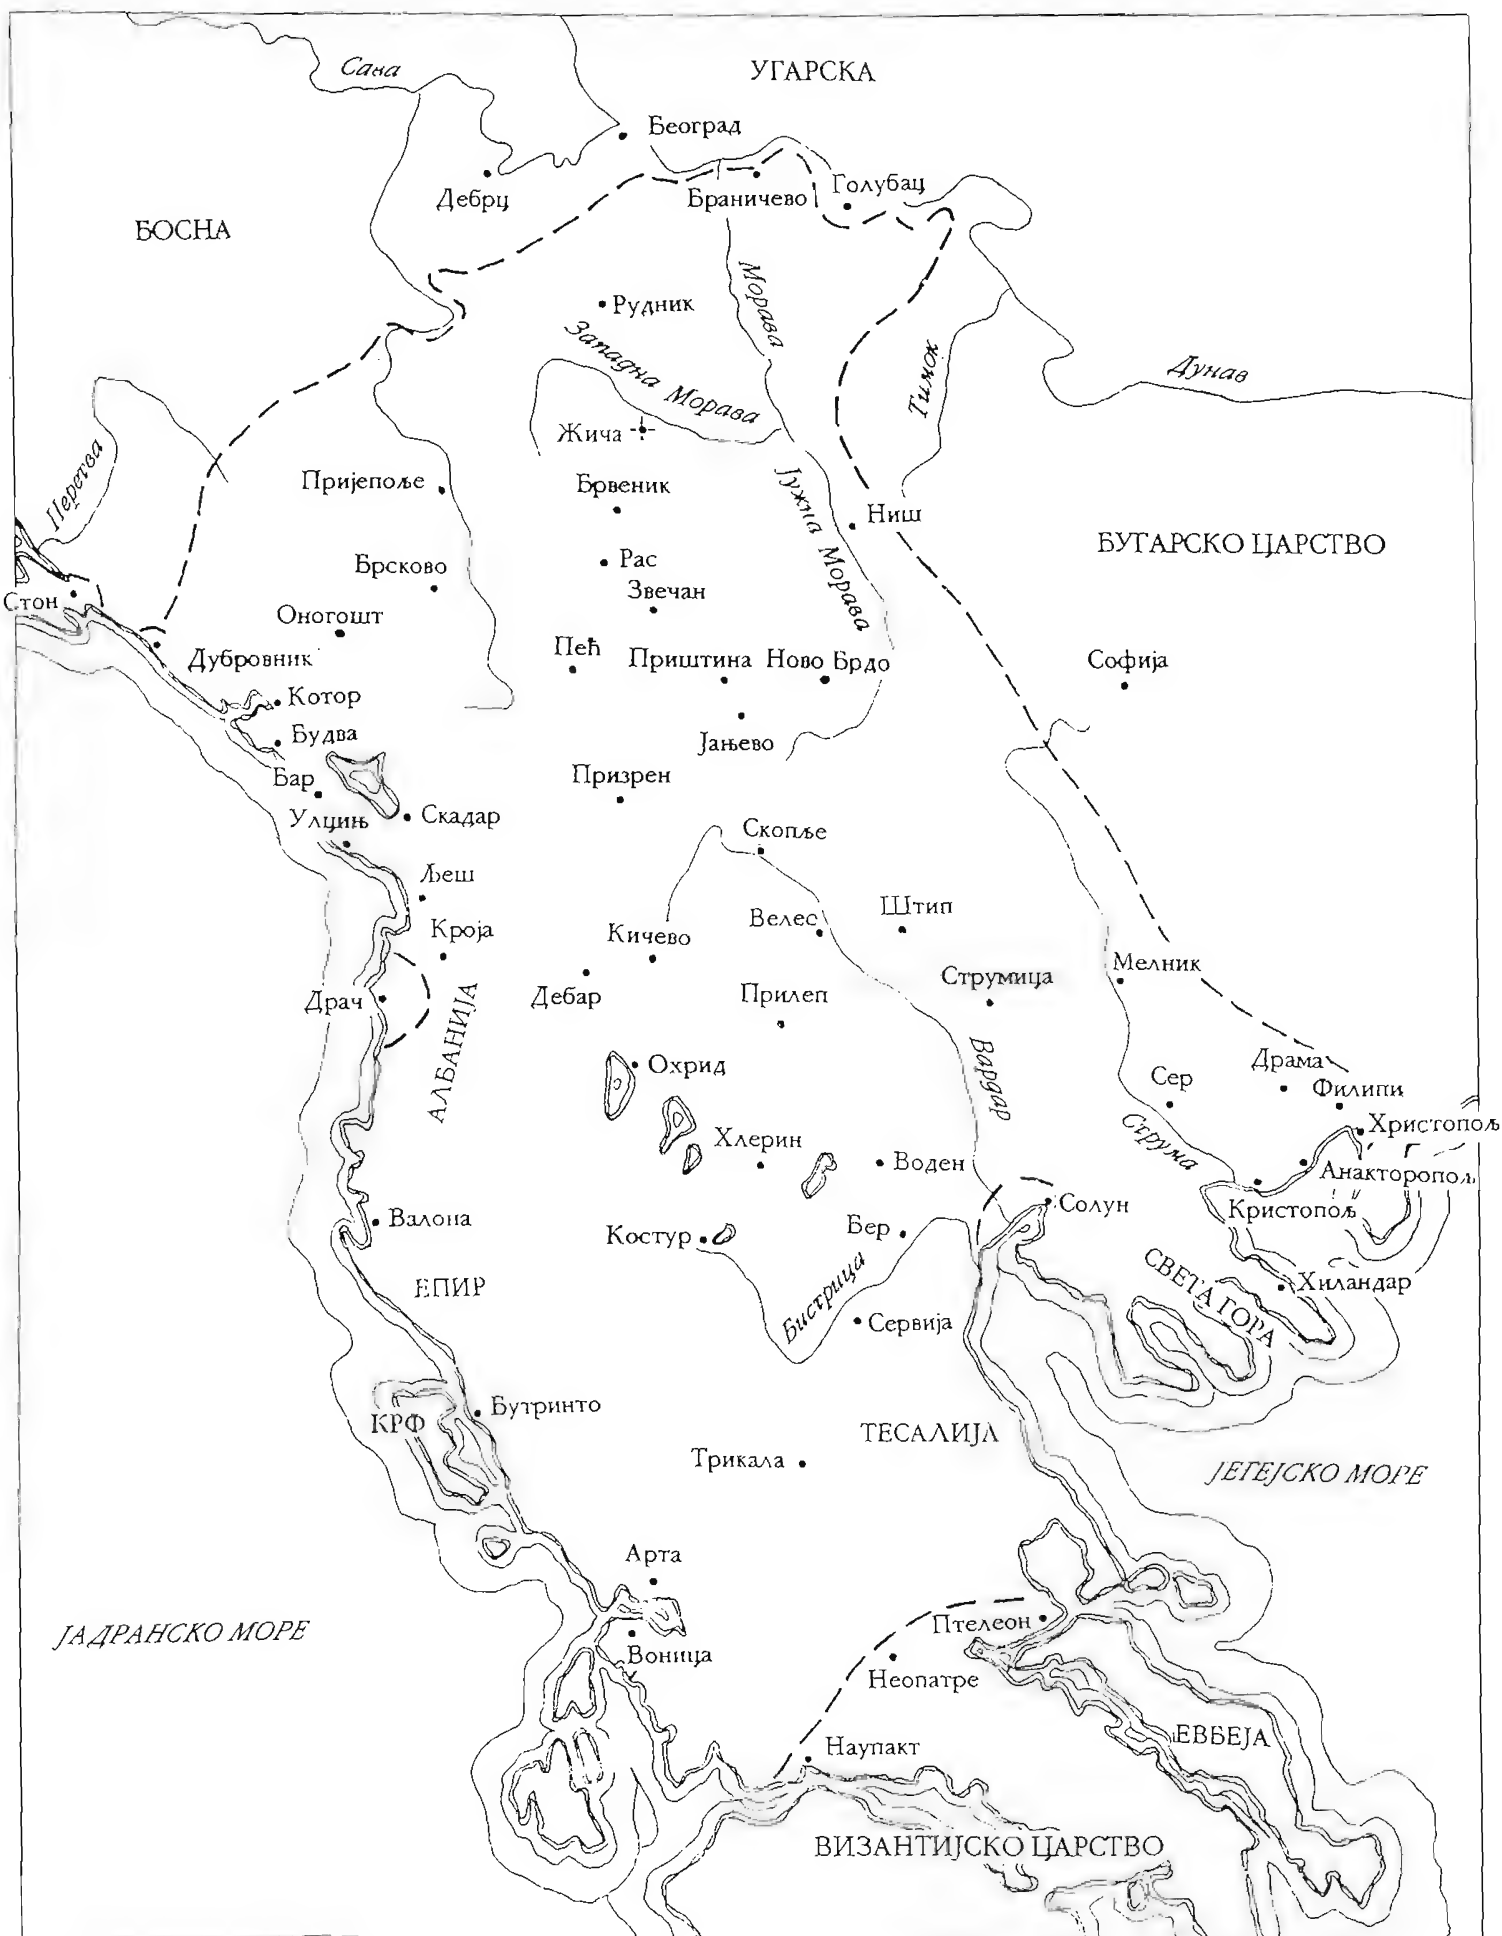 Сава
УГАРСКА
Београд
Дебрц
Браничево
Голубац
БОСНА
Рудник
Морава
Западна Морава
Тимок
Дунав
Жича
Неретва
Пријепоље
Брвеник
Јужна Морава
Ниш
БУГАРСКО ЦАРСТВО
Брсково
Рас
Звечан
Стон
Оногошт
Дубровник
Пећ
Приштина
Ново Брдо
Софија
Котор
Будва
Јањево
Бар
Призрен
Улцињ
Скадар
Скопље
Љеш
Велес
Штип
Кроја
Кичево
Мелник
Драч
Дебар
Прилеп
Струмица
АЛБАНИЈА
Охрид
Вардар
Драма
Сер
Филипи
Христопољ
Струма
Хлерин
Воден
Анакторопољ
Солун
Кристопољ
Валона
Костур
Бер
ЕПИР
Бистрица
СВЕТА ГОРА
Хиландар
Сервија
КРФ
Бутринто
ТЕСАЛИЈА
Трикала
ЈЕГЕЈСКО МОРЕ
Арта
ЈАДРАНСКО МОРЕ
Птелеон
Воница
Неопатре
Наупакт
ЕВБЕЈА
ВИЗАНТИЈСКО ЦАРСТВО